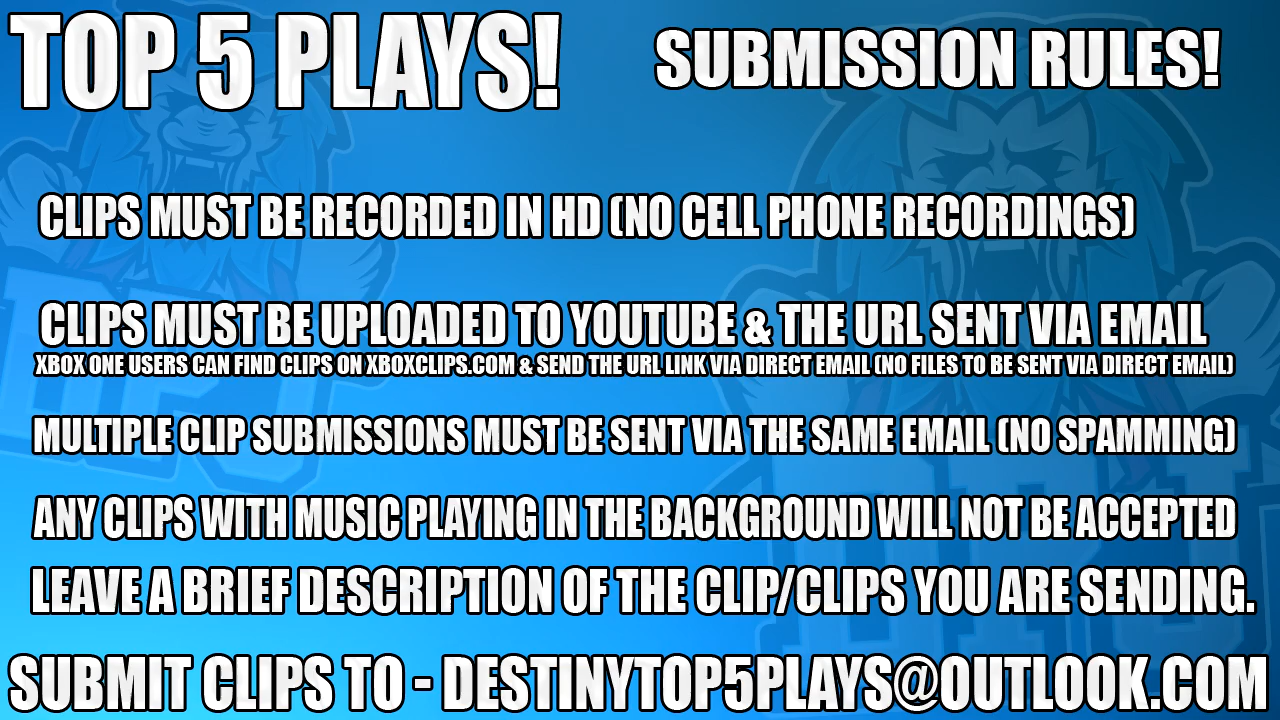 TOP 5 PLAYS!
SUBMISSION RULES!
CLIPS MUST BE RECORDED IN HD (NO CELL PHONE RECORDINGS)
CLIPS MUST BE UPLOADED TO YOUTUBE & THE URL SENT VIA EMAIL
XBOX ONE USERS CAN FIND CLIPS ON XBOXCLIPS.COM & SEND THE URL LINK VIA DIRECT EMAIL (NO FILES TO BE SENT VIA DIRECT EMAIL)
MULTIPLE CLIP SUBMISSIONS MUST BE SENT VIA THE SAME EMAIL (NO SPAMMING)
ANY CLIPS WITH MUSIC PLAYING IN THE BACKGROUND WILL NOT BE ACCEPTED
LEAVE A BRIEF DESCRIPTION OF THE CLIP/CLIPS YOU ARE SENDING.
SUBMIT CLIPS TO - DESTINYTOP5PLAYS@OUTLOOK.COM